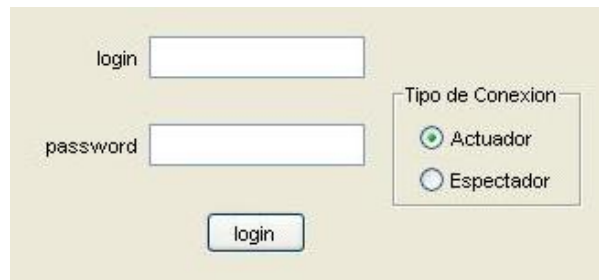 login
Tipo de Conexion
Actuador
password
Espectador
login